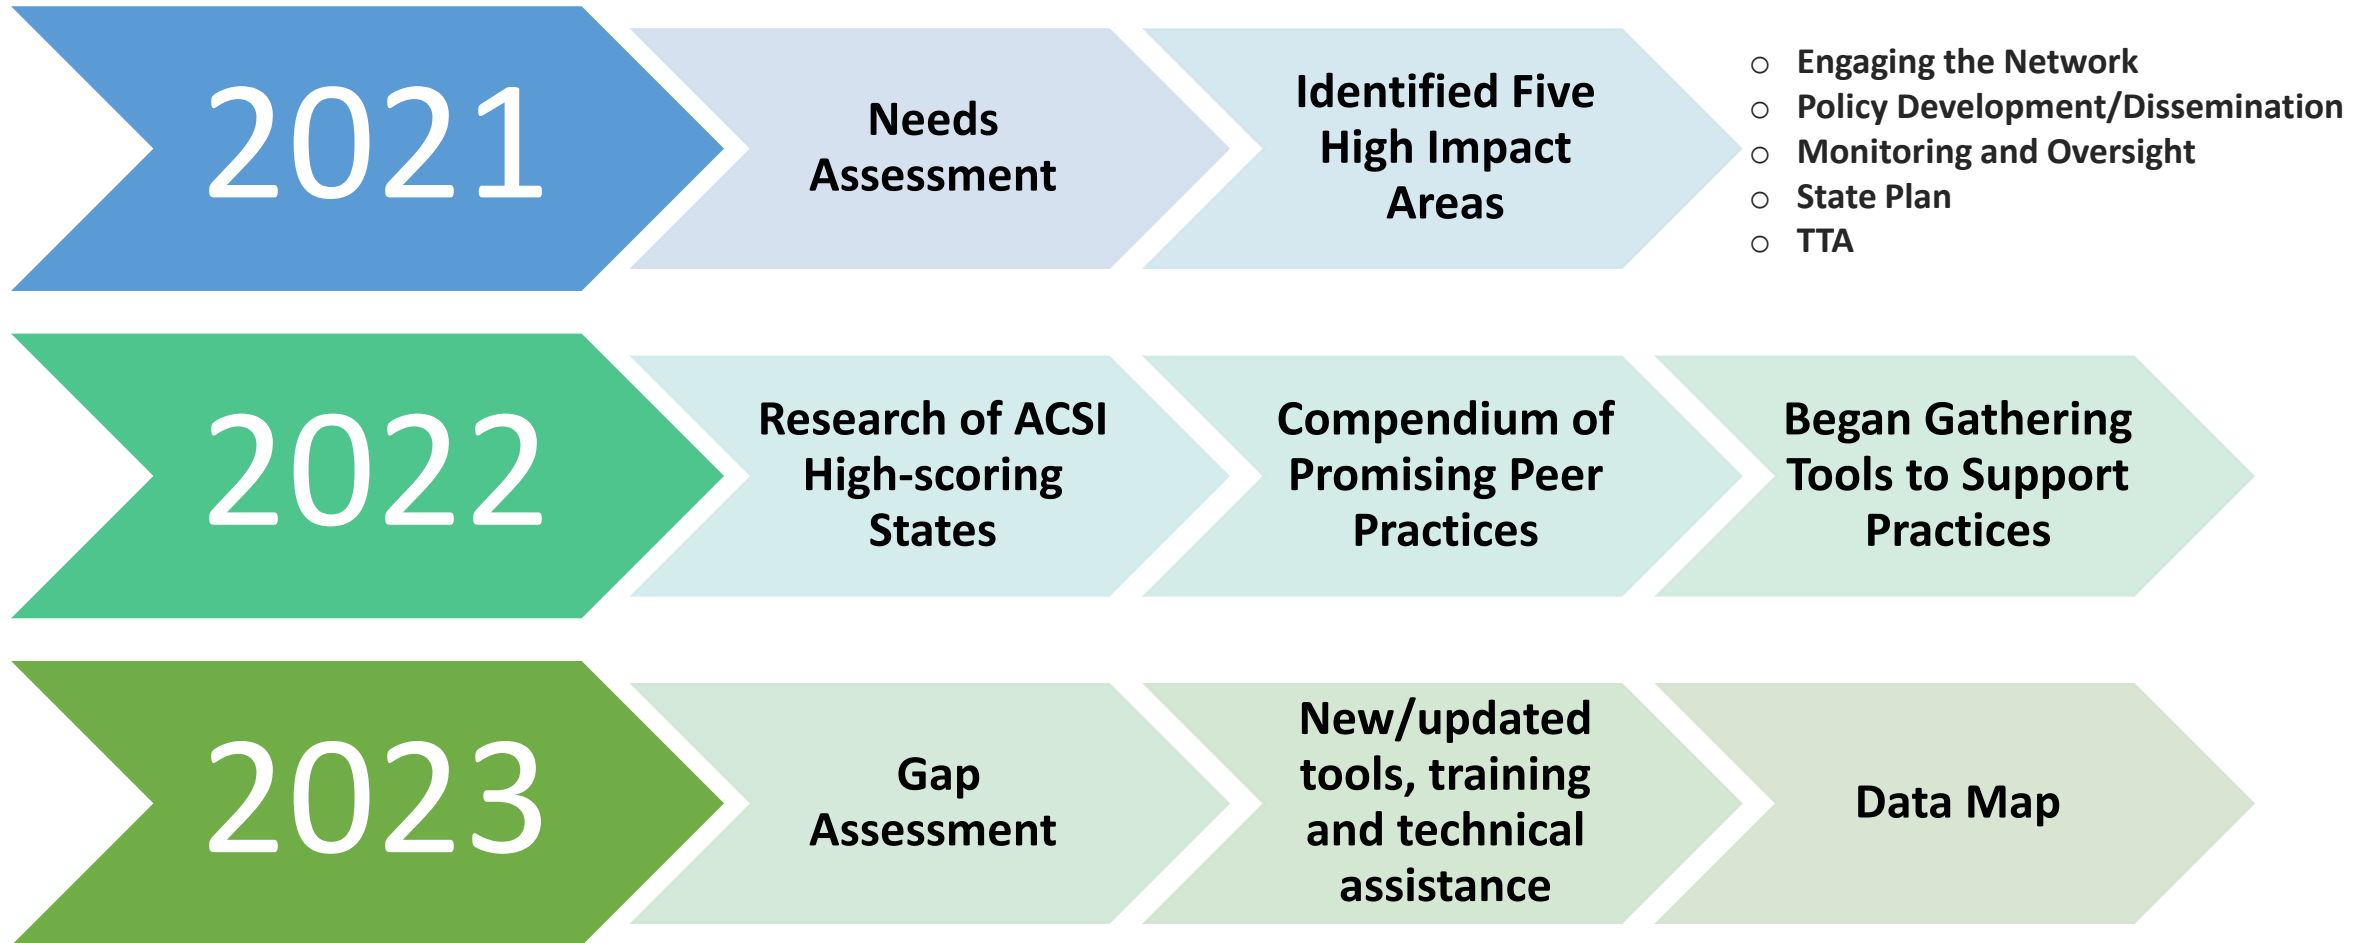 2021
Needs
Assessment
Identified Five
High Impact
Areas
○ Engaging the Network
○ Policy Development/Dissemination
○ Monitoring and Oversight
○ State Plan
○ TTA
2022
Research of ACSI
High-scoring
States
Compendium of
Promising Peer
Practices
Began Gathering
Tools to Support
Practices
2023
Gap
Assessment
New/updated
tools, training
and technical
assistance
Data Map